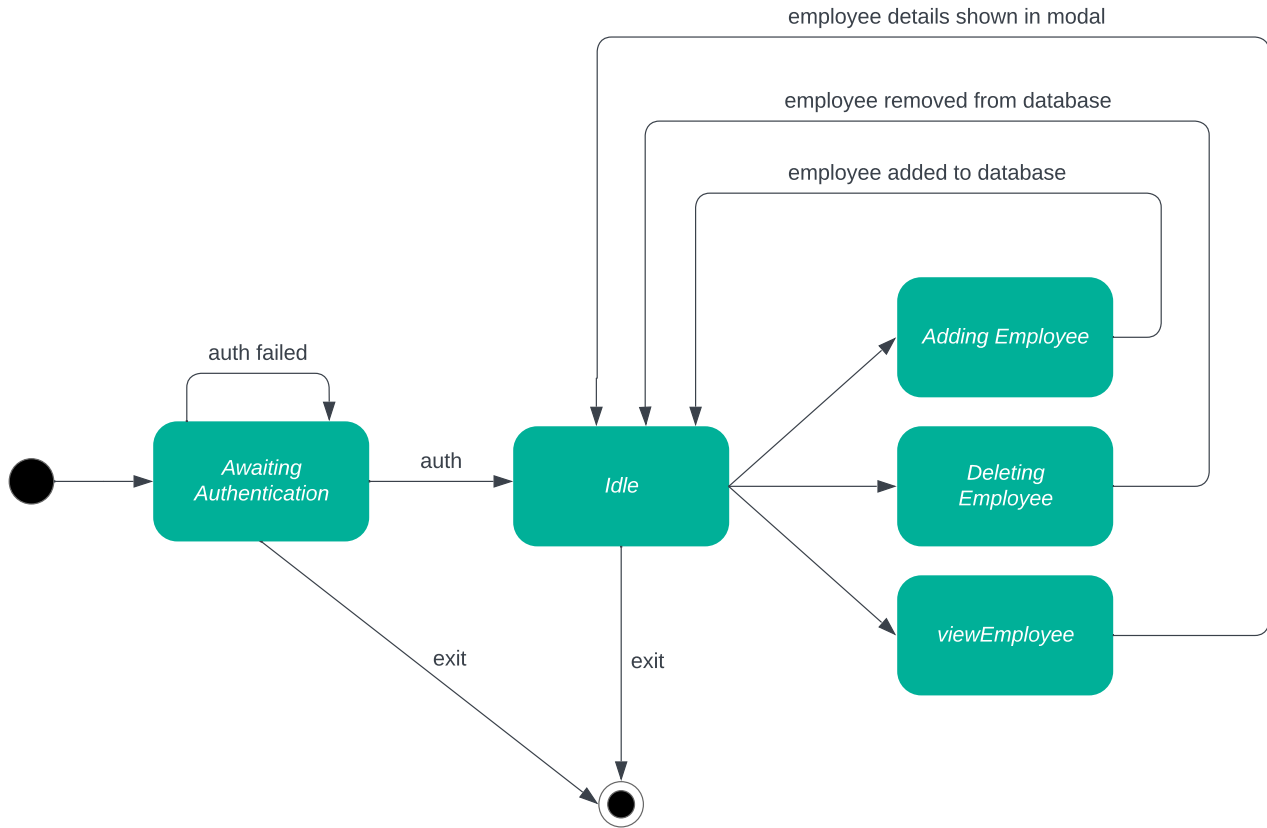 employee details shown in modal
employee removed from database
employee added to database
Adding Employee
auth failed
Awaiting
Authentication
auth
Idle
Deleting
Employee
viewEmployee
exit
exit